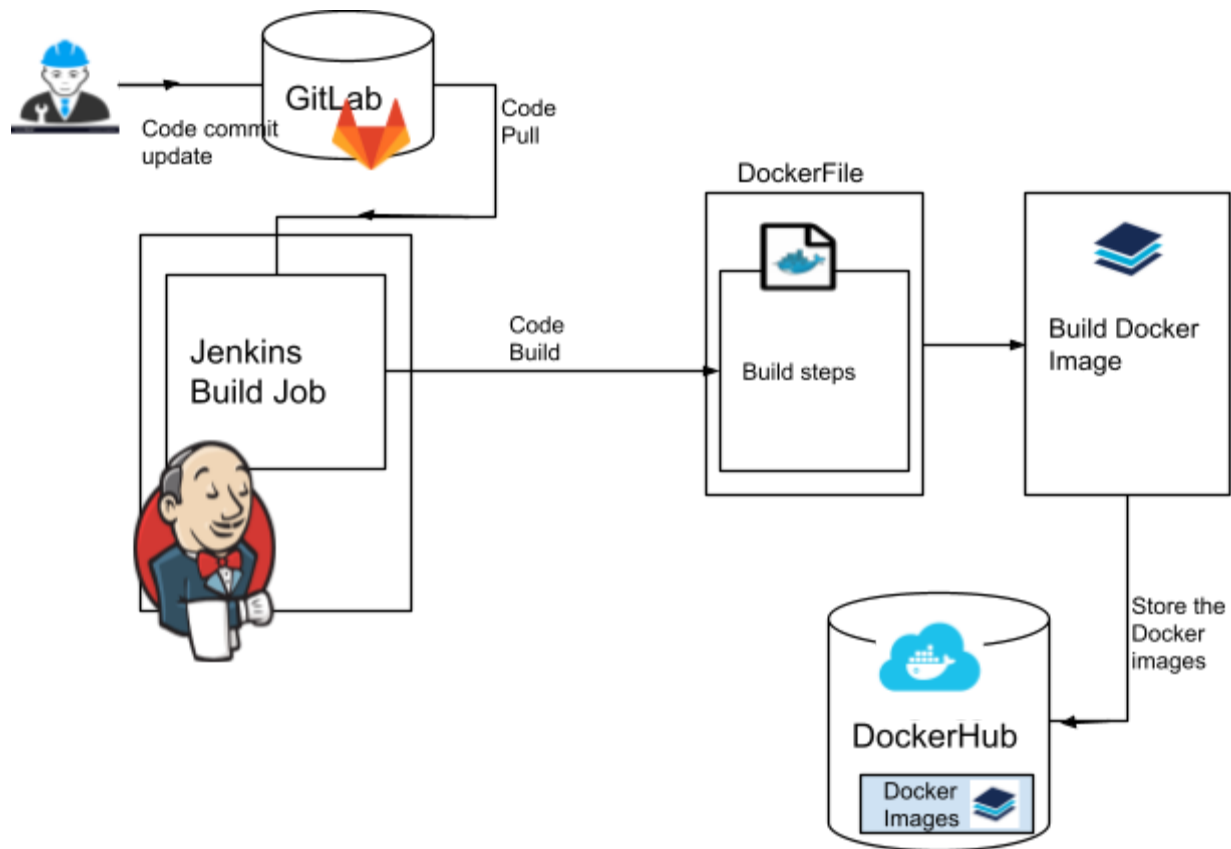 GitLab
Code commit
update
Code
Pull
DockerFile
Jenkins
Build Job
Code
Build
Build steps
Build Docker
Image
Store the
Docker
images
DockerHub
Docker
Images